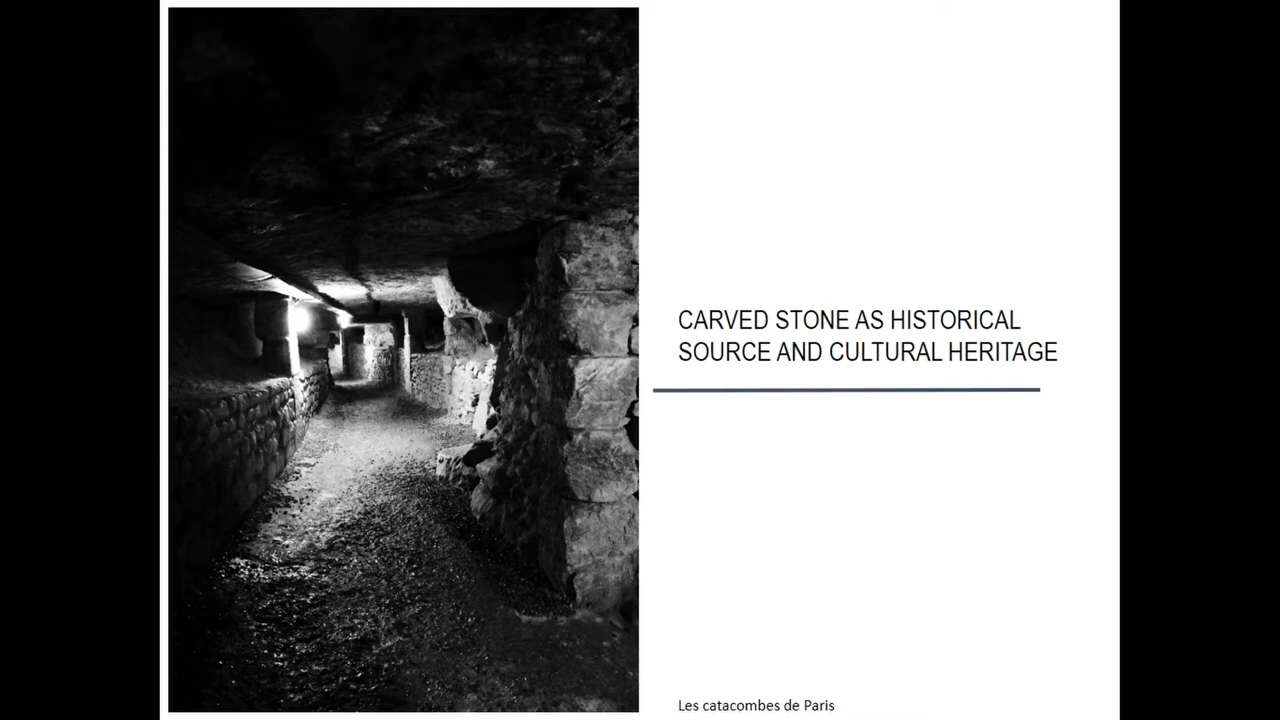 CARVED STONE AS HISTORICAL
SOURCE AND CULTURAL HERITAGE
Les catacombes de Paris